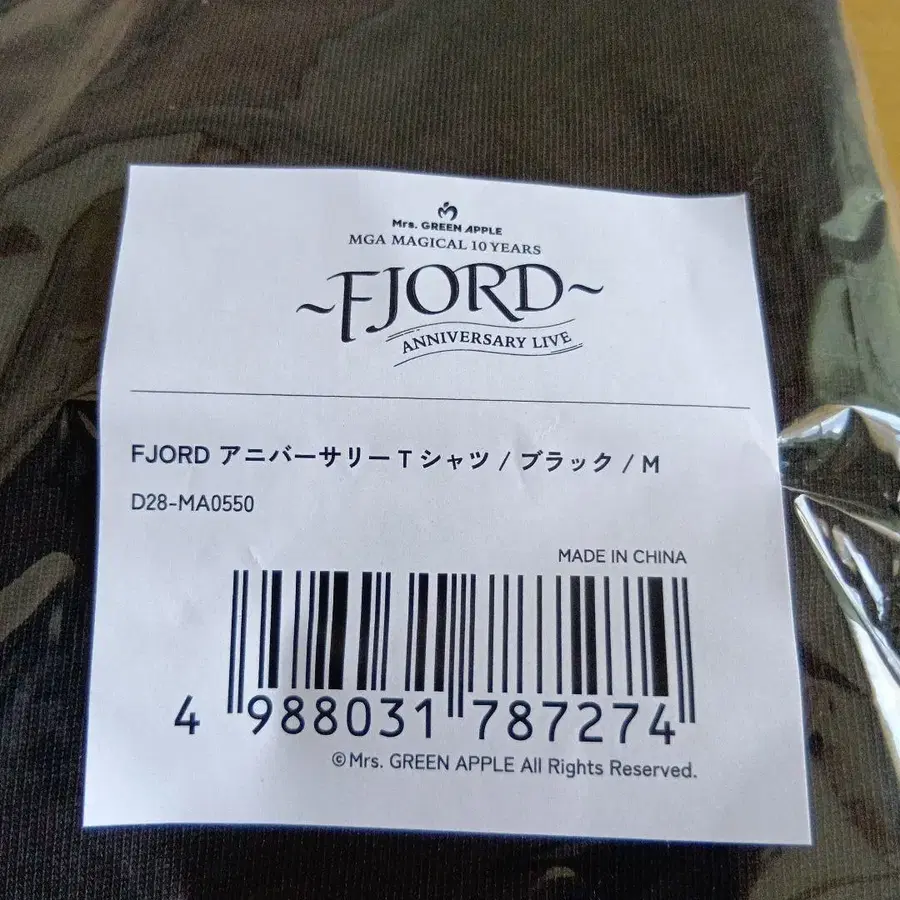 Mrs. GREEN APPLE
MGA MAGICAL 10 YEARS
~FJORD~
ANNIVERSARY LIVE
FJORD アニバーサリー T シャツ / ブラック / M
D28-MA0550
MADE IN CHINA
4 988031 787274
©Mrs. GREEN APPLE All Rights Reserved.